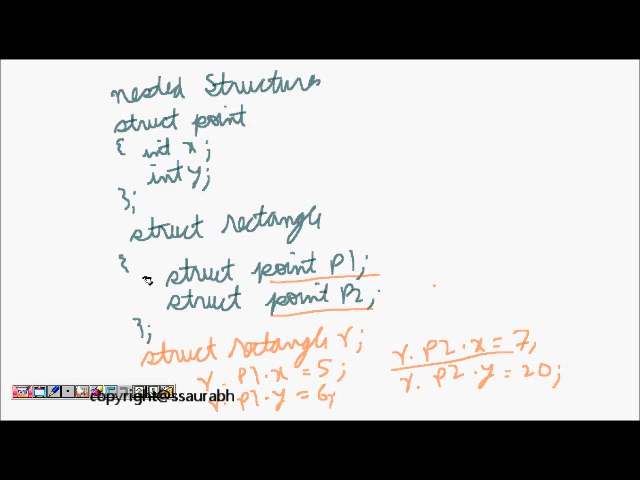 nested Structures
struct point
{ int x;
int y;
};
struct rectangle
{
struct point P1;
struct point P2;
};
struct rectangle r;
r. P1.x = 5;
r. P1.y = 6,
r. P2.x = 7,
r. P2.y = 20;
copyright@ssaurabh